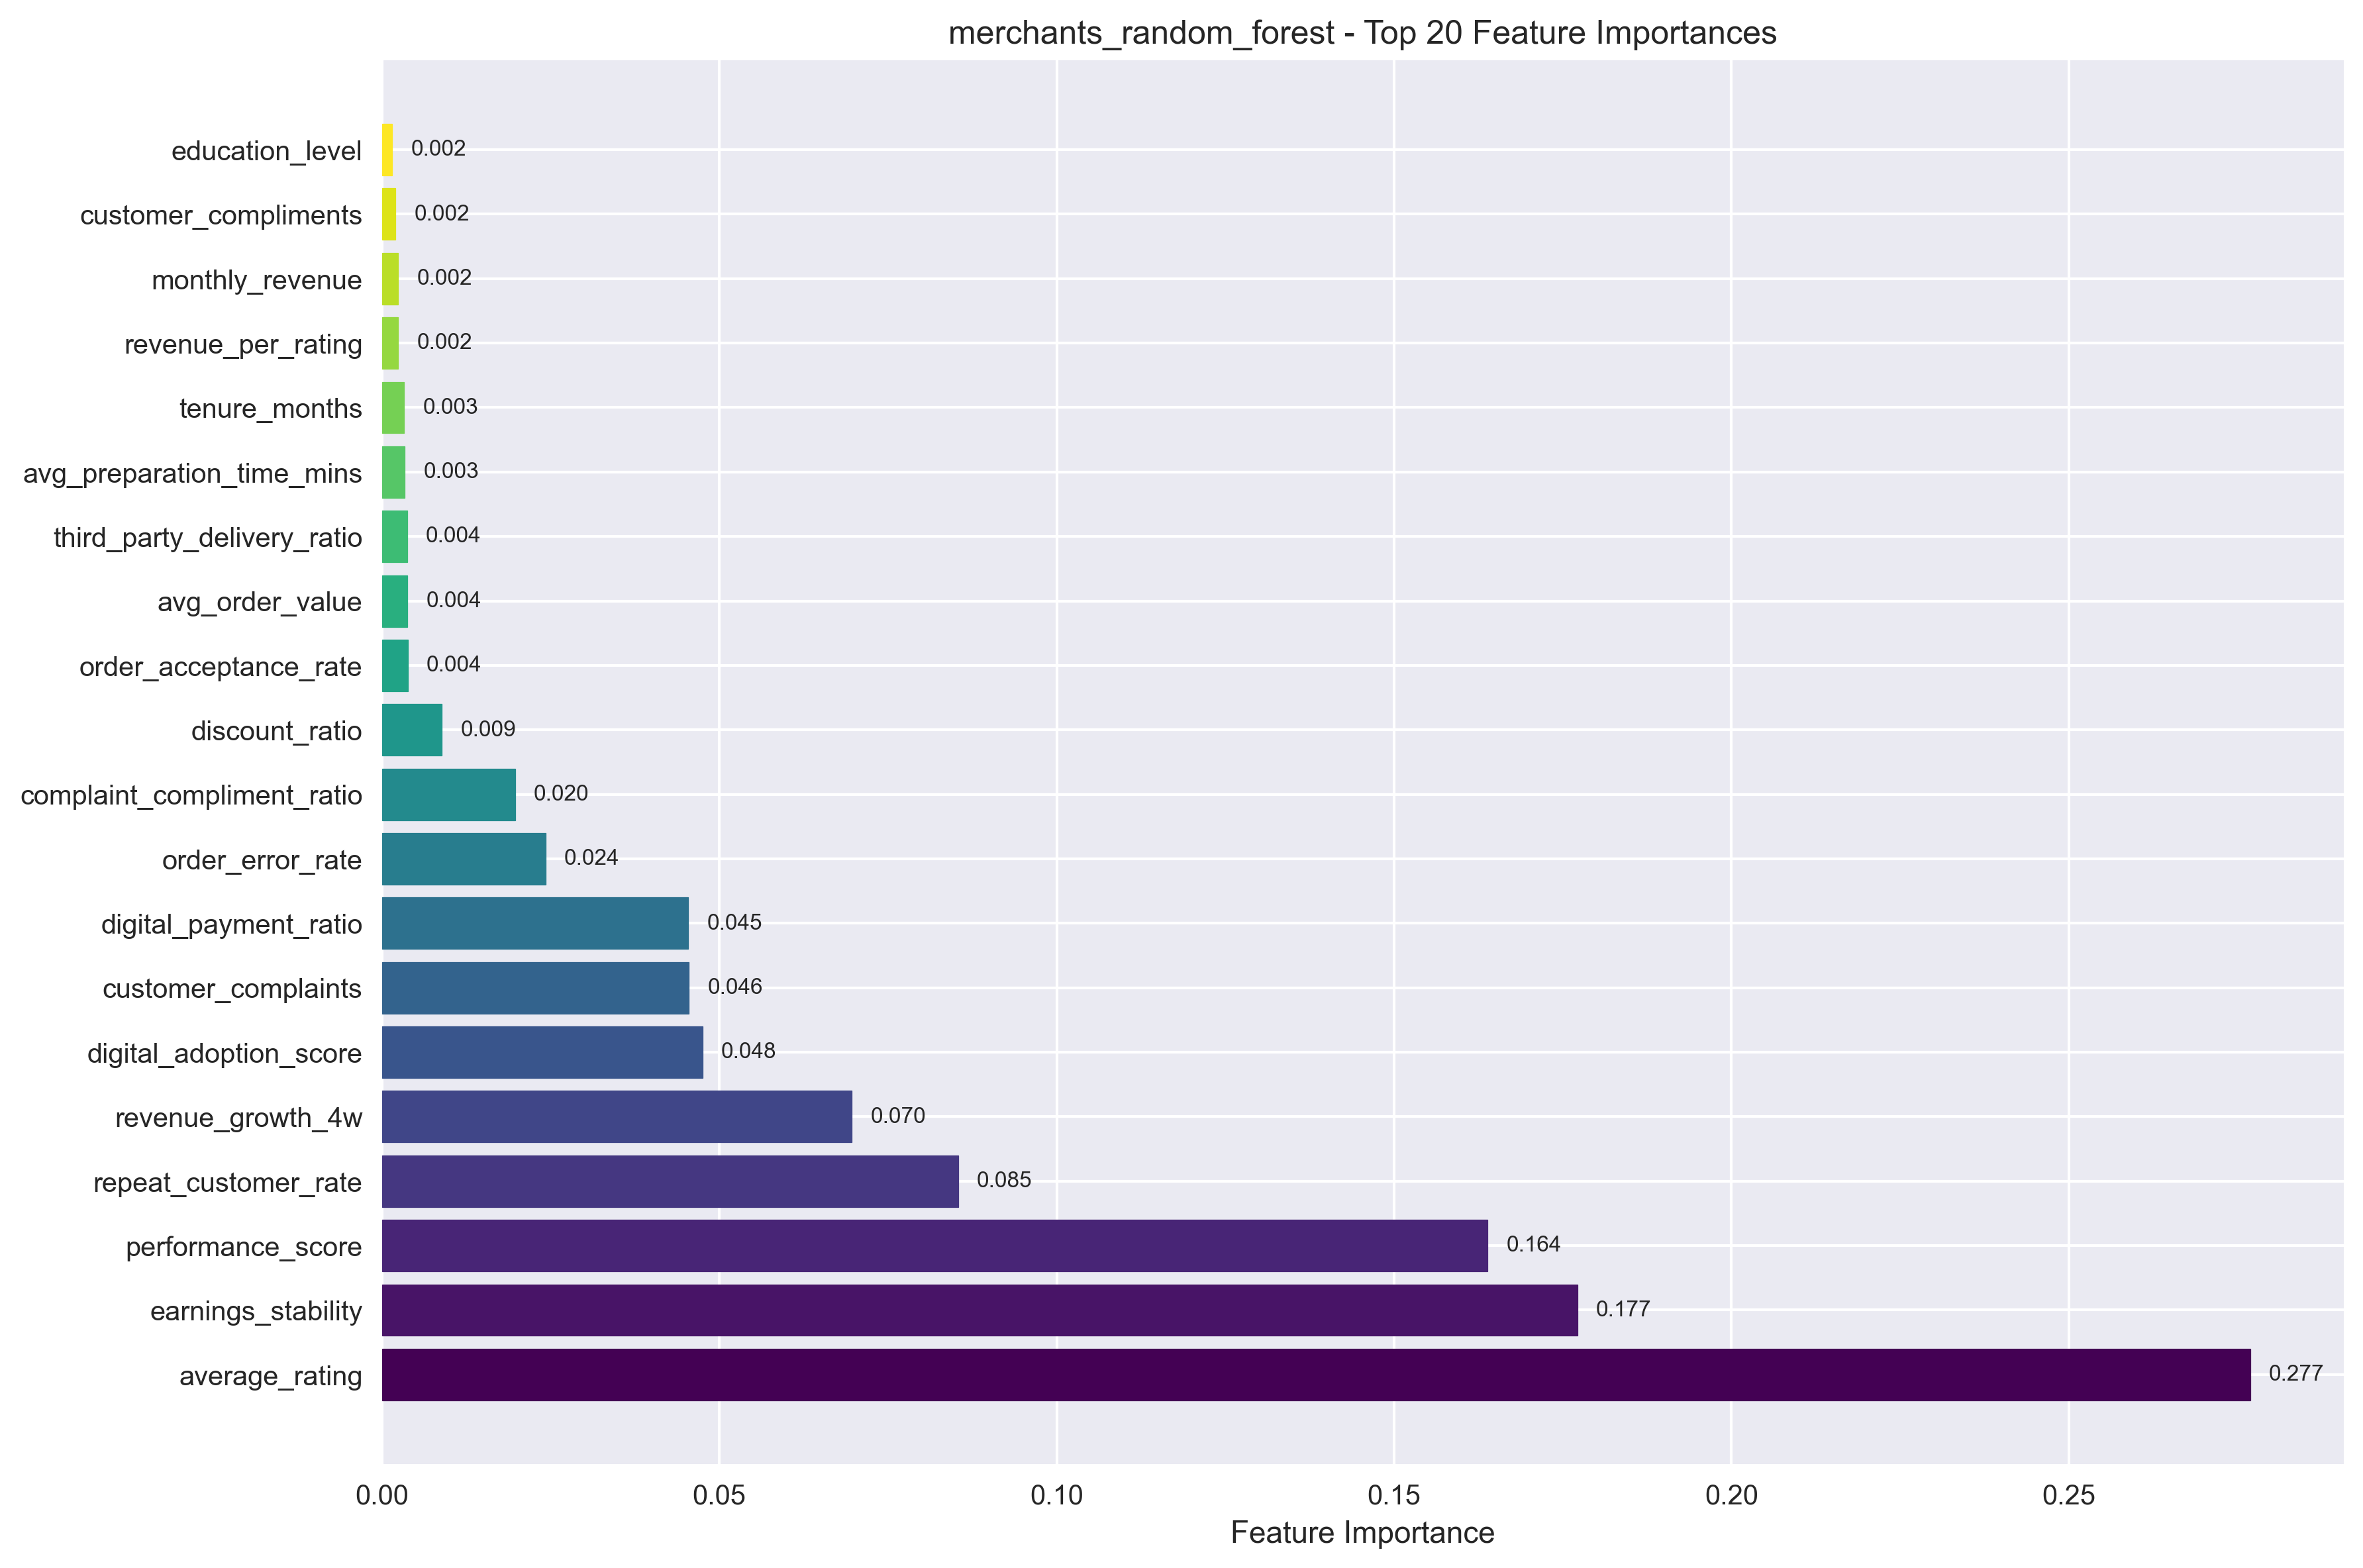 merchants_random_forest - Top 20 Feature Importances
education_level 0.002
customer_compliments 0.002
monthly_revenue 0.002
revenue_per_rating 0.002
tenure_months 0.003
avg_preparation_time_mins 0.003
third_party_delivery_ratio 0.004
avg_order_value 0.004
order_acceptance_rate 0.004
discount_ratio 0.009
complaint_compliment_ratio 0.020
order_error_rate 0.024
digital_payment_ratio 0.045
customer_complaints 0.046
digital_adoption_score 0.048
revenue_growth_4w 0.070
repeat_customer_rate 0.085
performance_score 0.164
earnings_stability 0.177
average_rating 0.277
0.00 0.05 0.10 0.15 0.20 0.25
Feature Importance